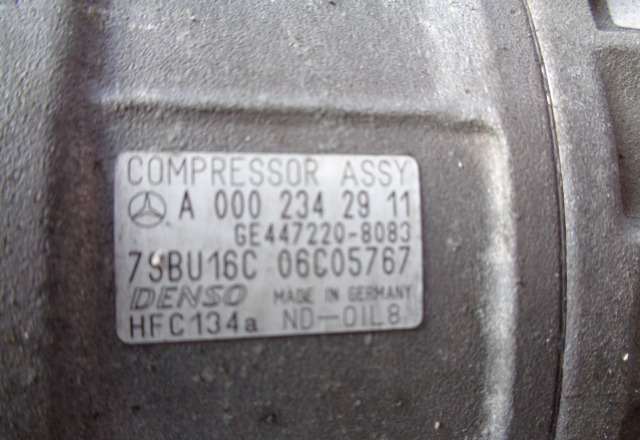 COMPRESSOR ASSY
A 000 234 29 11
GE447220-8083
7SBU16C 06C05767
DENSO MADE IN GERMANY
HFC134a ND-OIL8